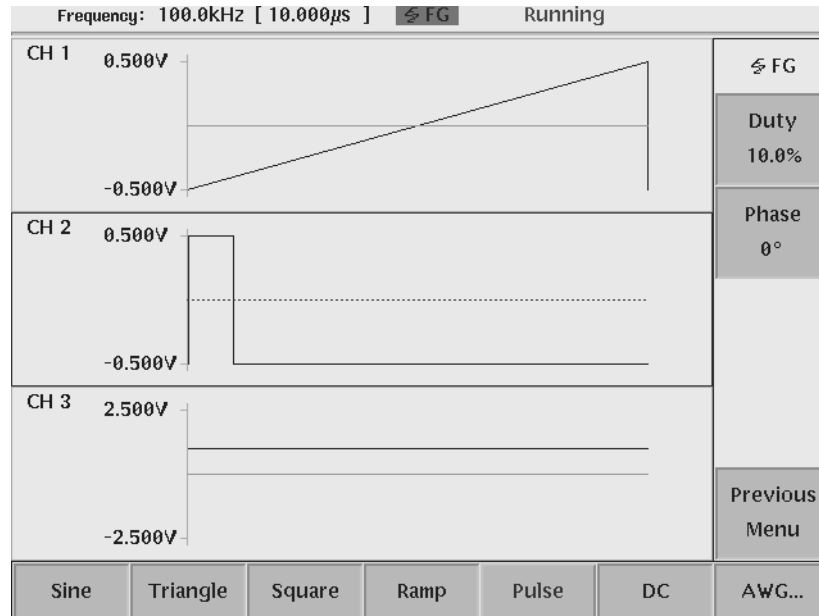 Frequency: 100.0kHz [ 10.000µs ] FG Running
CH 1
0.500V
-0.500V
CH 2
0.500V
-0.500V
CH 3
2.500V
-2.500V
FG
Duty
10.0%
Phase
0°
Previous
Menu
Sine Triangle Square Ramp Pulse DC AWG...